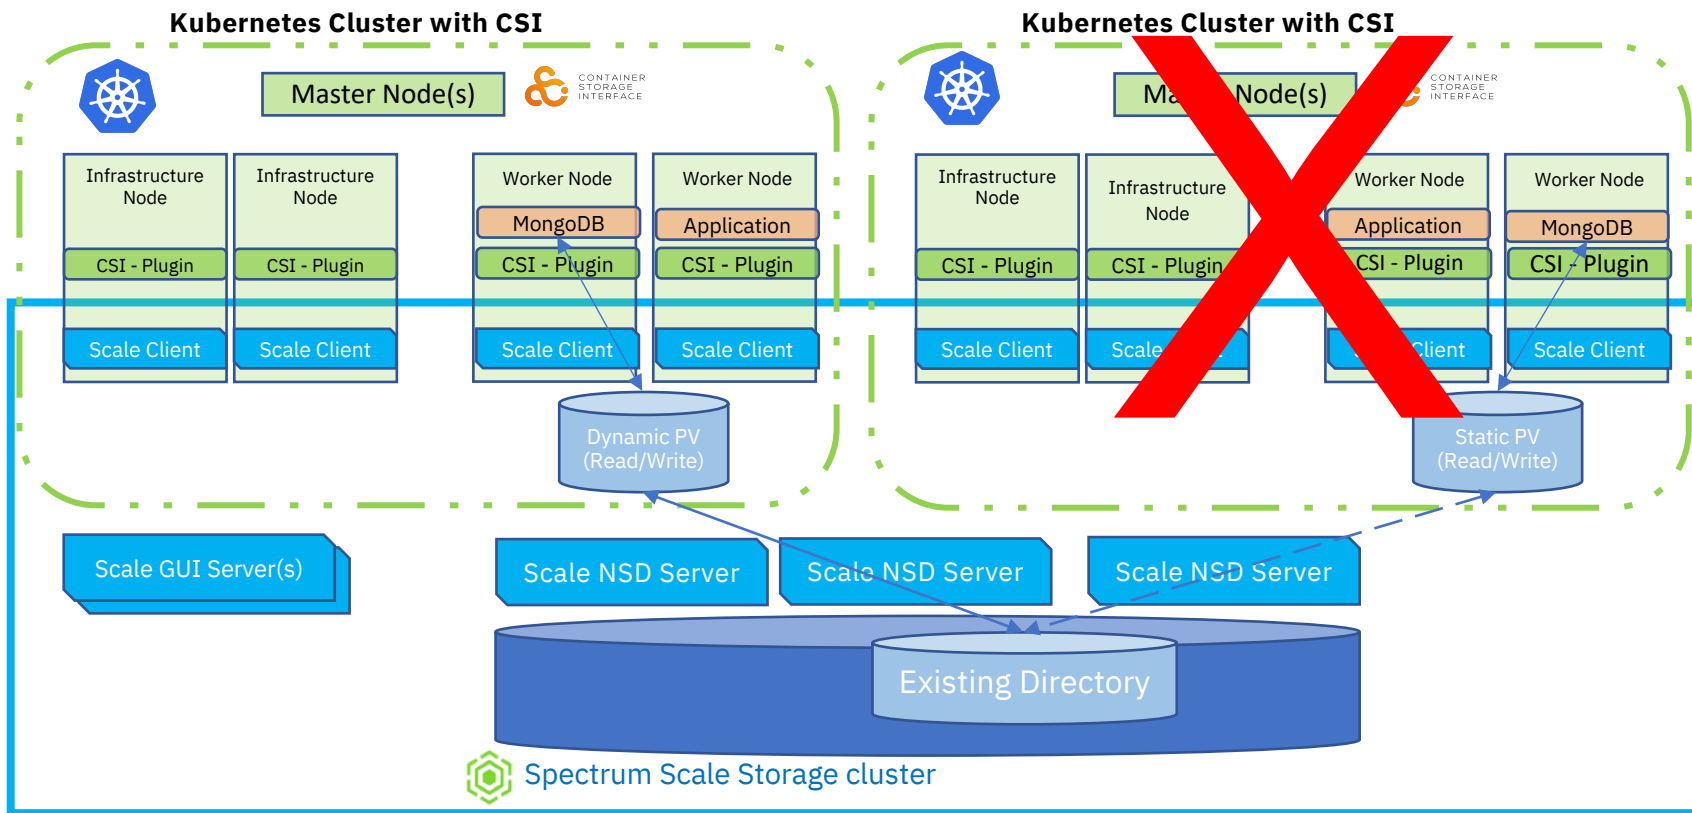 Kubernetes Cluster with CSI
Master Node(s)
CONTAINER
STORAGE
INTERFACE
Infrastructure
Node
CSI - Plugin
Scale Client
Infrastructure
Node
CSI - Plugin
Scale Client
Worker Node
MongoDB
CSI - Plugin
Scale Client
Worker Node
Application
CSI - Plugin
Scale Client
Dynamic PV
(Read/Write)
Kubernetes Cluster with CSI
Node(s)
CONTAINER
STORAGE
INTERFACE
Infrastructure
Node
CSI - Plugin
Scale Client
Infrastructure
Node
CSI - Plugin
Scale
Worker Node
Application
CSI - Plugin
Client
Worker Node
MongoDB
CSI - Plugin
Scale Client
Static PV
(Read/Write)
Scale GUI Server(s)
Scale NSD Server
Scale NSD Server
Scale NSD Server
Existing Directory
Spectrum Scale Storage cluster